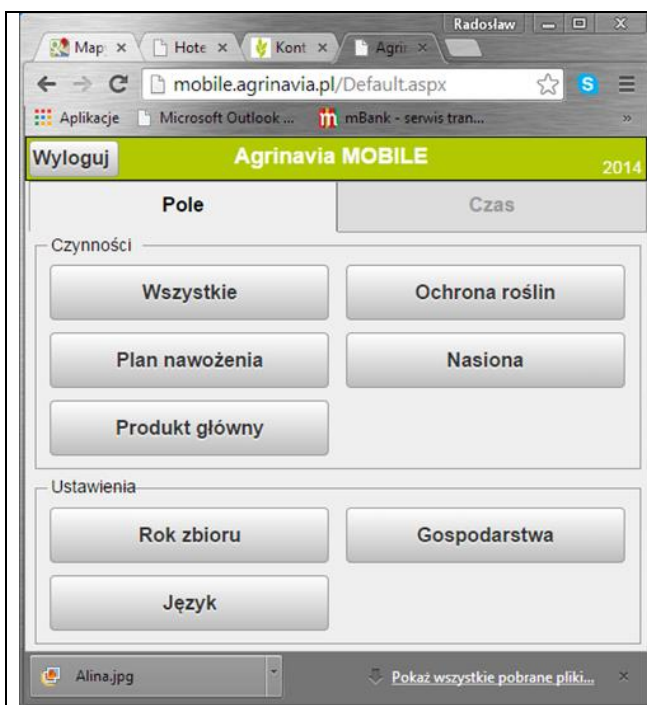 Radosław
Map Hote Kont Agri
mobile.agrinavia.pl/Default.aspx
Aplikacje Microsoft Outlook ... mBank - serwis tran... »
Wyloguj Agrinavia MOBILE 2014
Pole Czas
Czynności
Wszystkie Ochrona roślin
Plan nawożenia Nasiona
Produkt główny
Ustawienia
Rok zbioru Gospodarstwa
Język
Alina.jpg Pokaż wszystkie pobrane pliki...